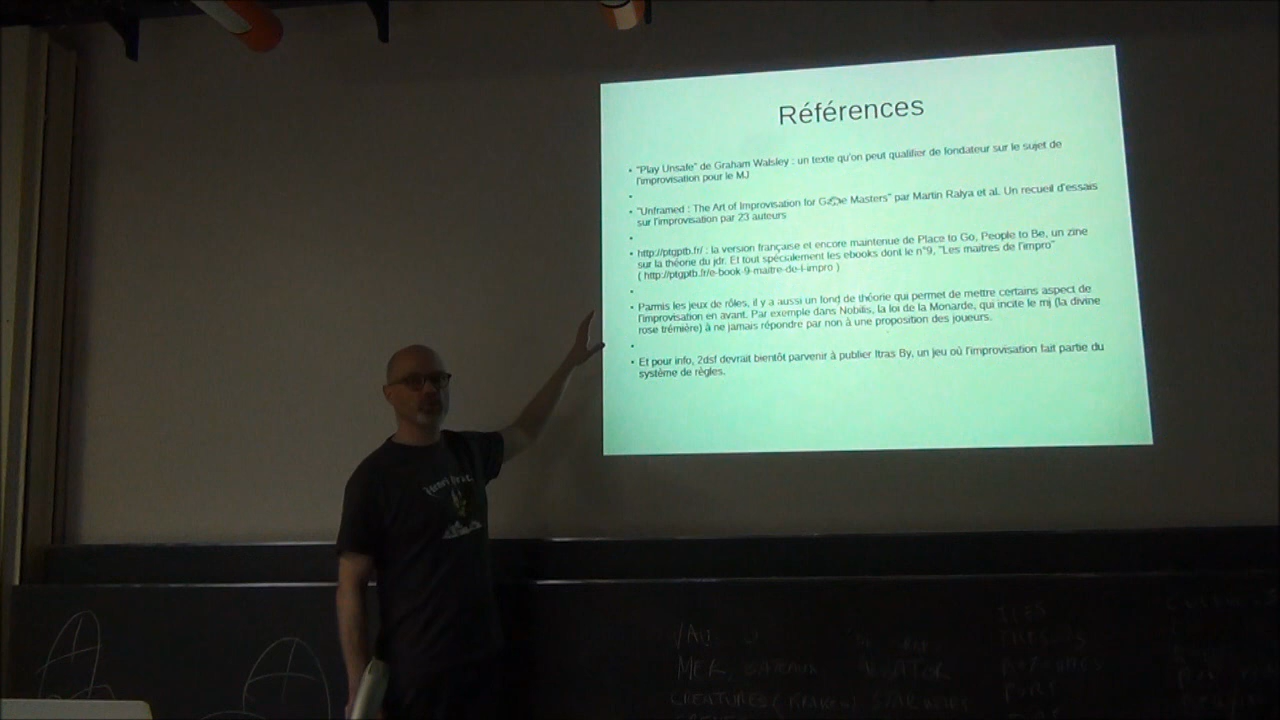 Références
• "Play Unsafe" de Graham Walsley : un texte qu'on peut qualifier de fondateur sur le sujet de
l'improvisation pour le MJ
•
• "Unframed : The Art of Improvisation for Game Masters" par Martin Ralya et al. Un recueil d'essais
sur l'improvisation par 23 auteurs
•
• http://ptgptb.fr/ : la version française et encore maintenue de Place to Go, People to Be, un zine
sur la théorie du jdr. Et tout spécialement les ebooks dont le n°9, "Les maitres de l'impro"
( http://ptgptb.fr/e-book-9-maitre-de-l-impro )
•
• Parmis les jeux de rôles, il y a aussi un fond de théorie qui permet de mettre certains aspect de
l'improvisation en avant. Par exemple dans Nobilis, la loi de la Monarde, qui incite le mj (la divine
rose trémière) à ne jamais répondre par non à une proposition des joueurs.
•
• Et pour info, 2dsf devrait bientôt parvenir à publier Itras By, un jeu où l'improvisation fait partie du
système de règles.
MER
CREATURES (KRAKEN)